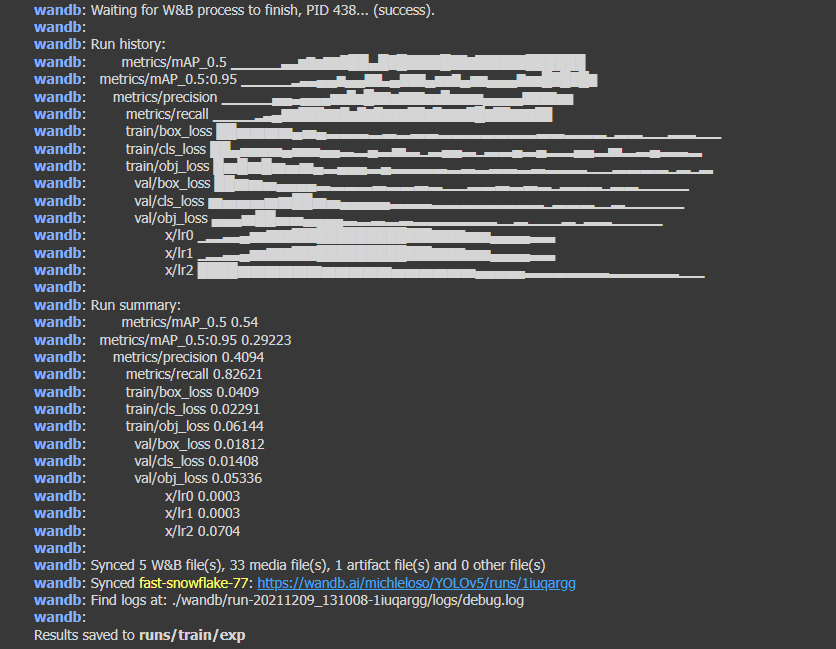 wandb: Waiting for W&B process to finish, PID 438... (success).
wandb:
wandb: Run history:
wandb: metrics/mAP_0.5
wandb: metrics/mAP_0.5:0.95
wandb: metrics/precision
wandb: metrics/recall
wandb: train/box_loss
wandb: train/cls_loss
wandb: train/obj_loss
wandb: val/box_loss
wandb: val/cls_loss
wandb: val/obj_loss
wandb: x/lr0
wandb: x/lr1
wandb: x/lr2
wandb:
wandb: Run summary:
wandb: metrics/mAP_0.5 0.54
wandb: metrics/mAP_0.5:0.95 0.29223
wandb: metrics/precision 0.4094
wandb: metrics/recall 0.82621
wandb: train/box_loss 0.0409
wandb: train/cls_loss 0.02291
wandb: train/obj_loss 0.06144
wandb: val/box_loss 0.01812
wandb: val/cls_loss 0.01408
wandb: val/obj_loss 0.05336
wandb: x/lr0 0.0003
wandb: x/lr1 0.0003
wandb: x/lr2 0.0704
wandb:
wandb: Synced 5 W&B file(s), 33 media file(s), 1 artifact file(s) and 0 other file(s)
wandb: Synced fast-snowflake-77: https://wandb.ai/michleloso/YOLOv5/runs/1iuqargg
wandb: Find logs at: ./wandb/run-20211209_131008-1iuqargg/logs/debug.log
wandb:
Results saved to runs/train/exp